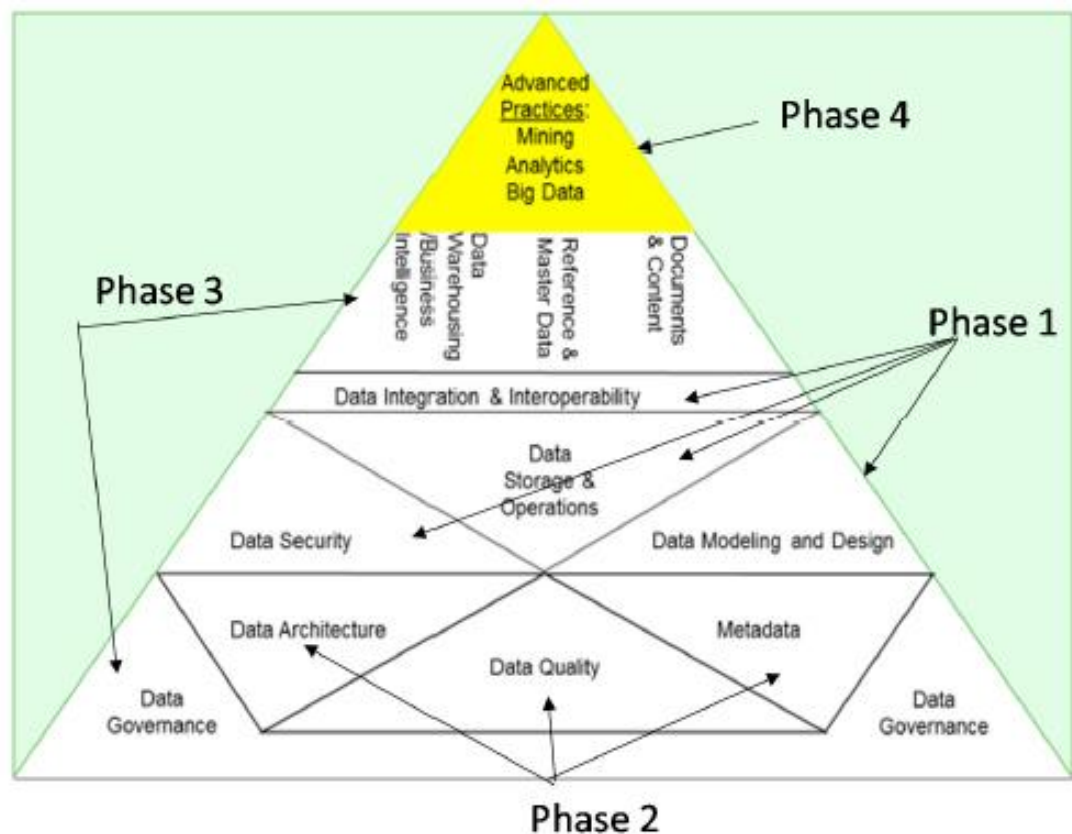 Advanced
Practices:
Mining
Analytics
Big Data
Phase 4
Data
Warehousing
/Business
Intelligence
Reference &
Master Data
Documents
& Content
Phase 3
Phase 1
Data Integration & Interoperability
Data
Storage &
Operations
Data Security
Data Modeling and Design
Data Architecture
Metadata
Data Quality
Data
Governance
Data
Governance
Phase 2